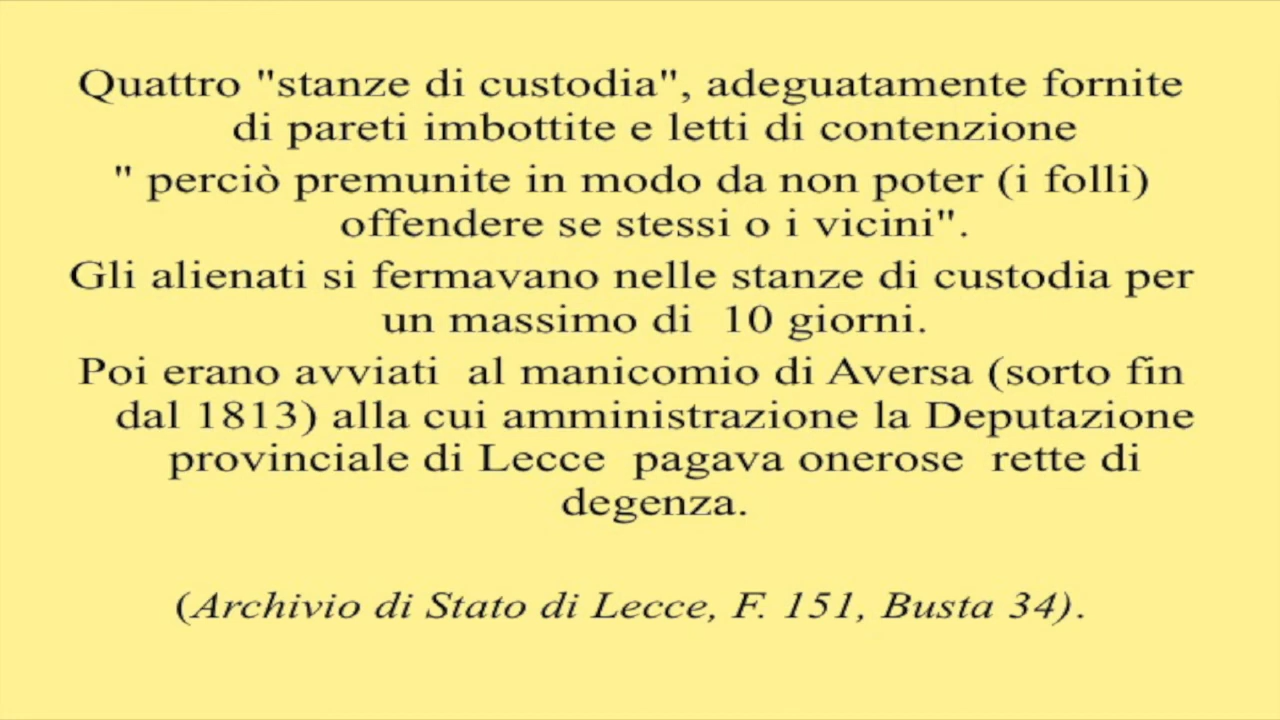 Quattro "stanze di custodia", adeguatamente fornite
di pareti imbottite e letti di contenzione
" perciò premunite in modo da non poter (i folli)
offendere se stessi o i vicini".
Gli alienati si fermavano nelle stanze di custodia per
un massimo di 10 giorni.
Poi erano avviati al manicomio di Aversa (sorto fin
dal 1813) alla cui amministrazione la Deputazione
provinciale di Lecce pagava onerose rette di
degenza.
(Archivio di Stato di Lecce, F. 151, Busta 34).